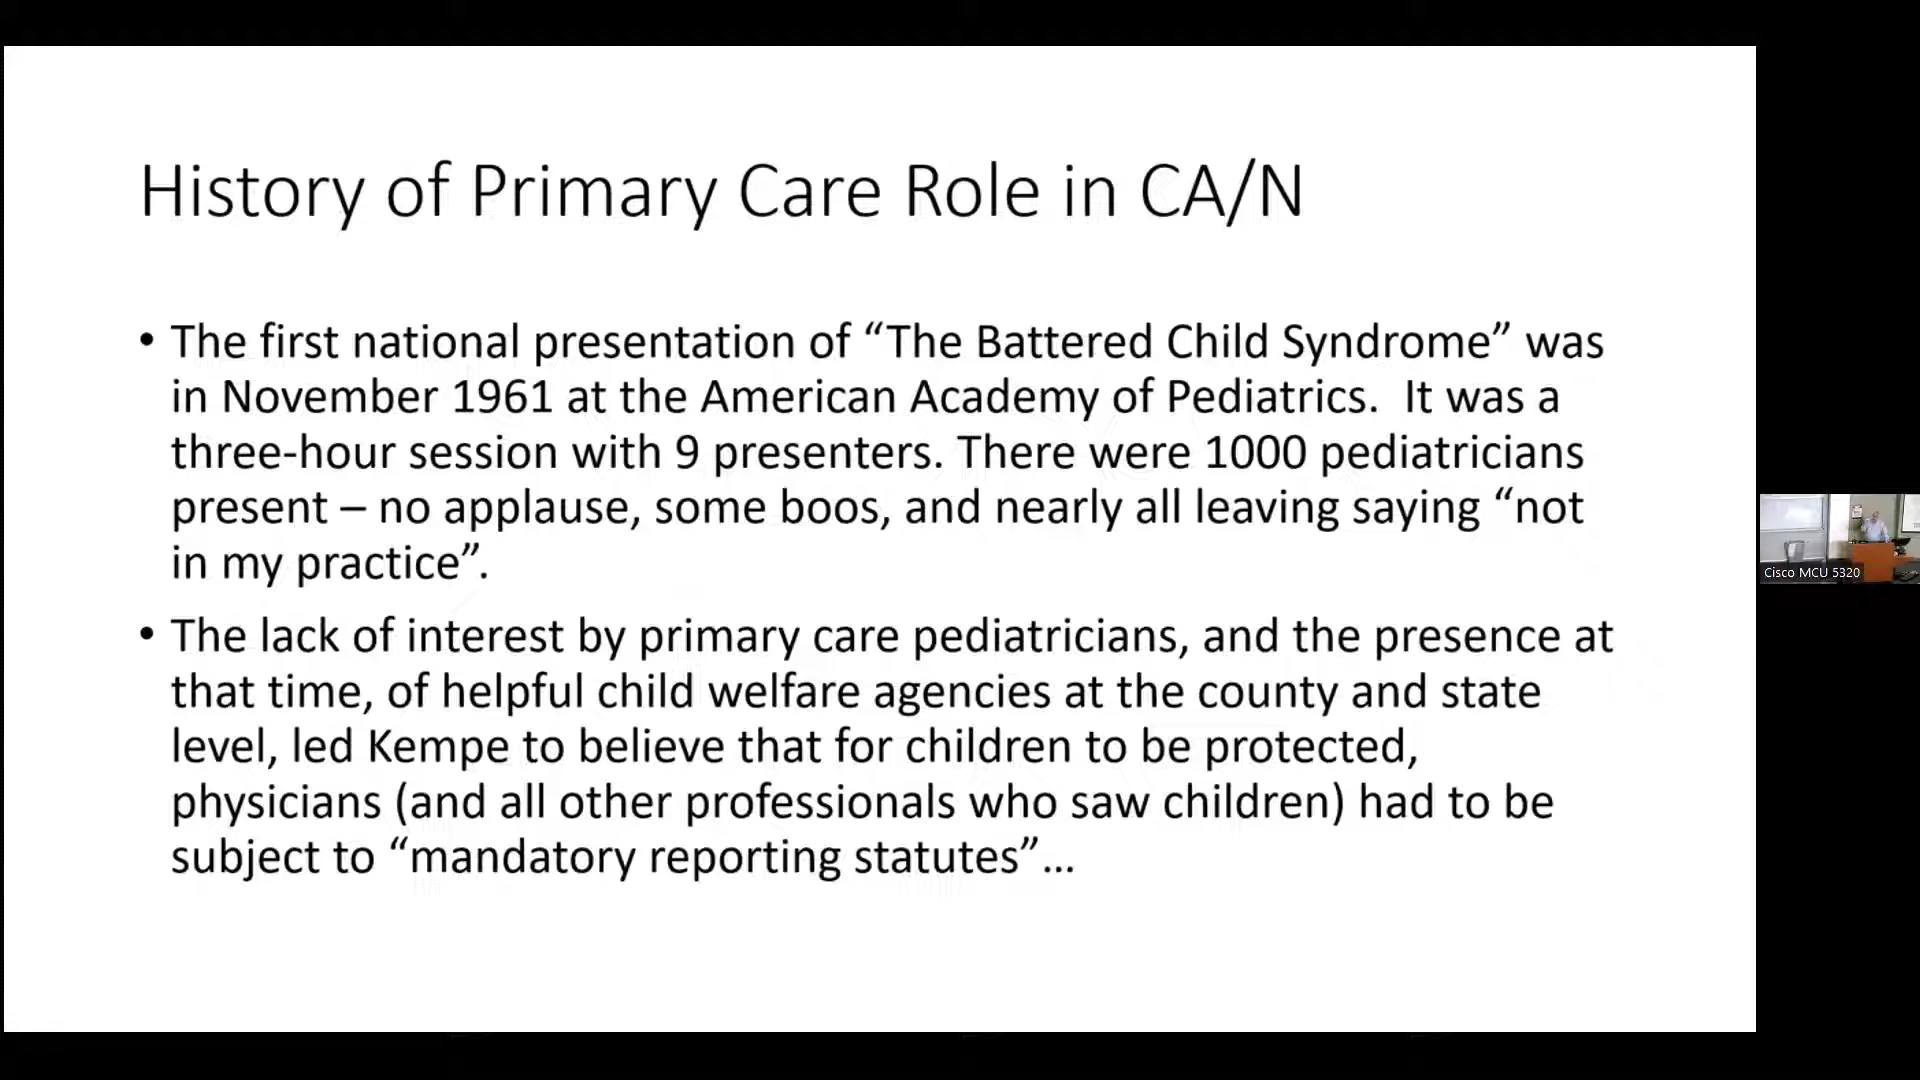 History of Primary Care Role in CA/N
• The first national presentation of “The Battered Child Syndrome” was
in November 1961 at the American Academy of Pediatrics.  It was a
three-hour session with 9 presenters. There were 1000 pediatricians
present – no applause, some boos, and nearly all leaving saying “not
in my practice”.
• The lack of interest by primary care pediatricians, and the presence at
that time, of helpful child welfare agencies at the county and state
level, led Kempe to believe that for children to be protected,
physicians (and all other professionals who saw children) had to be
subject to “mandatory reporting statutes”…
Cisco MCU 5320